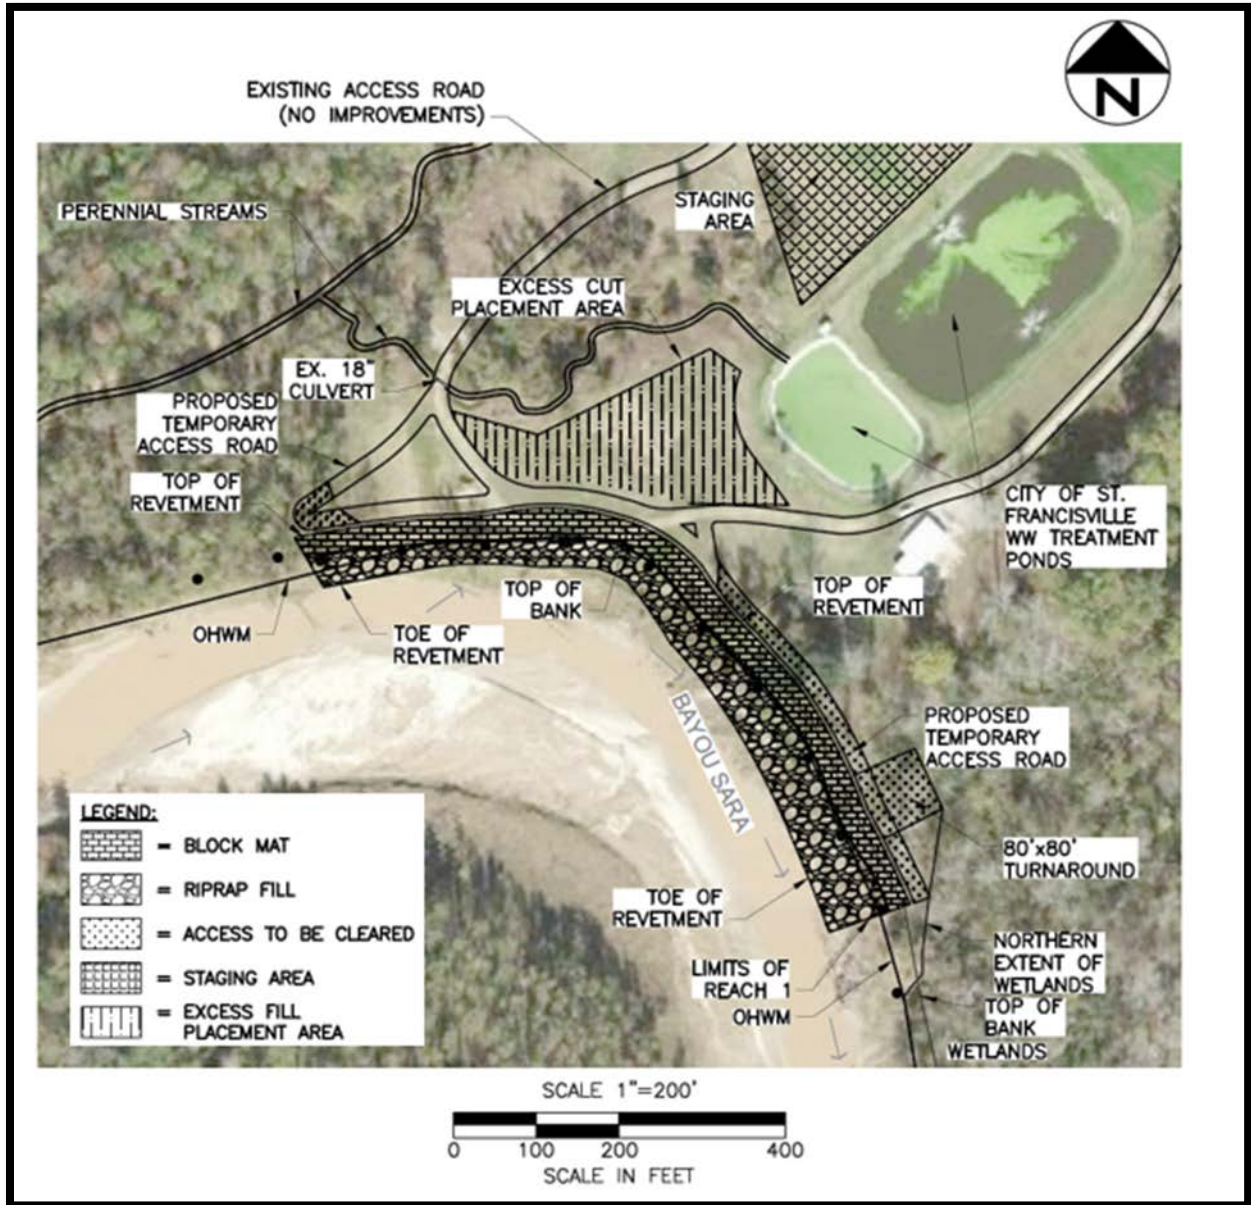 N
EXISTING ACCESS ROAD
(NO IMPROVEMENTS)
PERENNIAL STREAMS
STAGING
AREA
EXCESS CUT
PLACEMENT AREA
EX. 18"
CULVERT
PROPOSED
TEMPORARY
ACCESS ROAD
TOP OF
REVETMENT
CITY OF ST.
FRANCISVILLE
WW TREATMENT
PONDS
TOP OF
BANK
TOP OF
REVETMENT
OHWM
TOE OF
REVETMENT
BAYOU SARA
PROPOSED
TEMPORARY
ACCESS ROAD
80'x80'
TURNAROUND
TOE OF
REVETMENT
NORTHERN
EXTENT OF
WETLANDS
LIMITS OF
REACH 1
OHWM
TOP OF
BANK
WETLANDS
LEGEND:
= BLOCK MAT
= RIPRAP FILL
= ACCESS TO BE CLEARED
= STAGING AREA
= EXCESS FILL
PLACEMENT AREA
SCALE 1"=200'
0 100 200 400
SCALE IN FEET